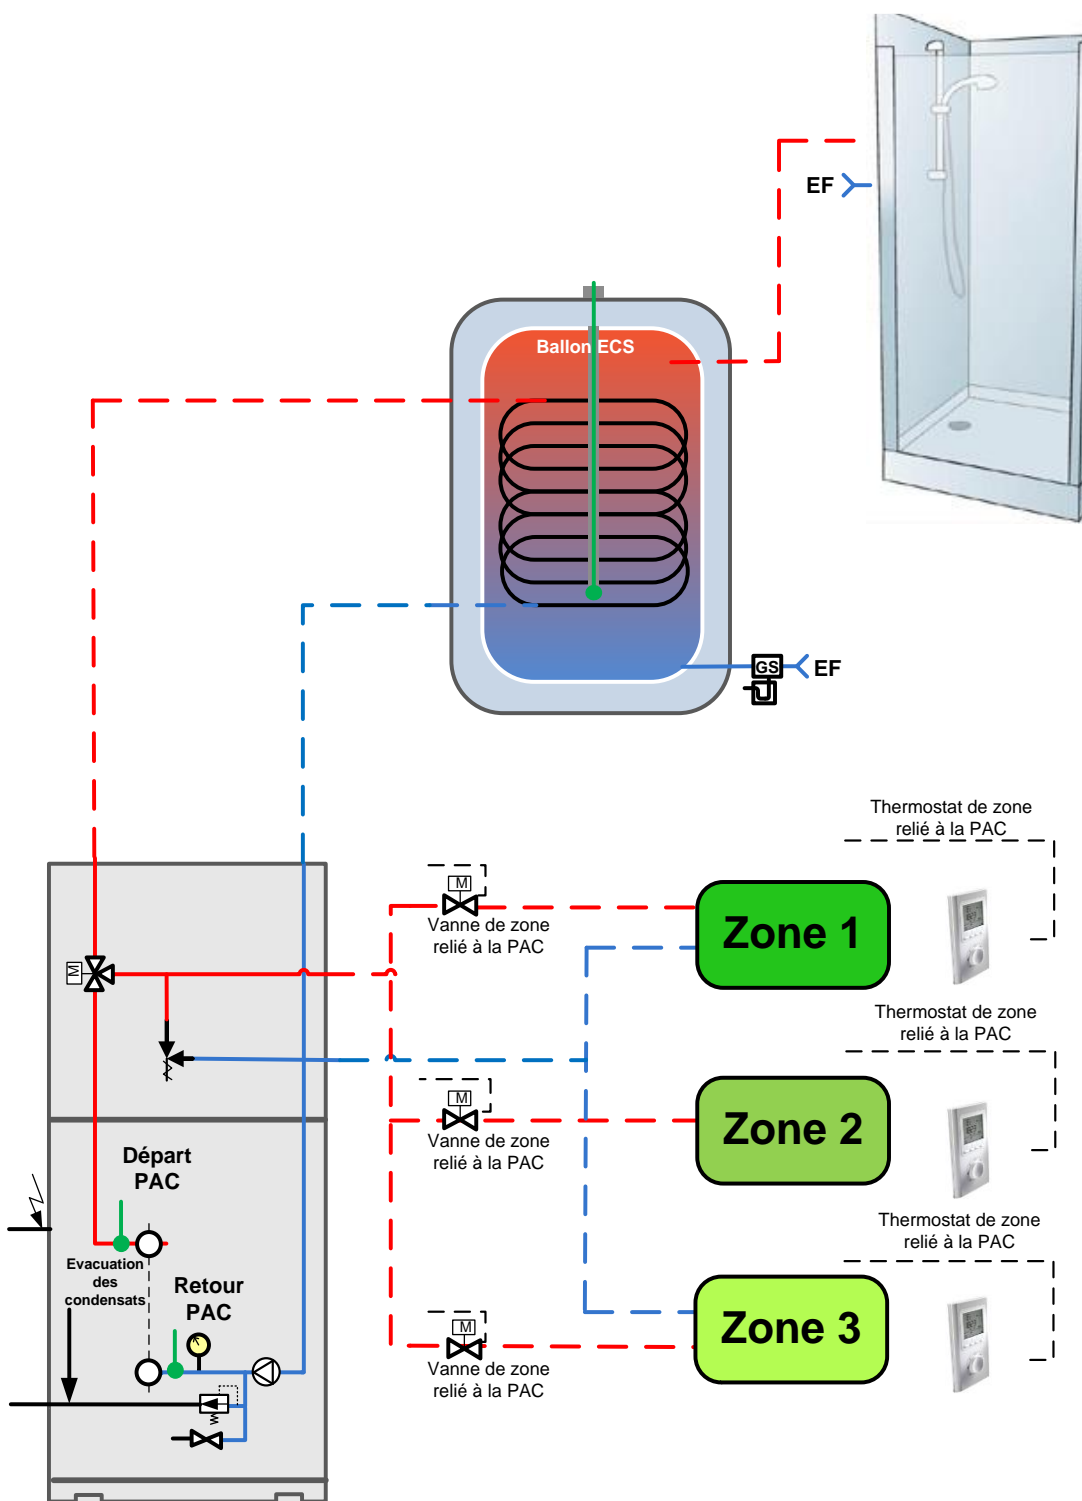 EF
Ballon ECS
GS
EF
Thermostat de zone
relié à la PAC
M
Vanne de zone
relié à la PAC
Zone 1
M
Thermostat de zone
relié à la PAC
M
Vanne de zone
relié à la PAC
Zone 2
Départ
PAC
Thermostat de zone
relié à la PAC
Evacuation
des
condensats
Retour
PAC
M
Vanne de zone
relié à la PAC
Zone 3